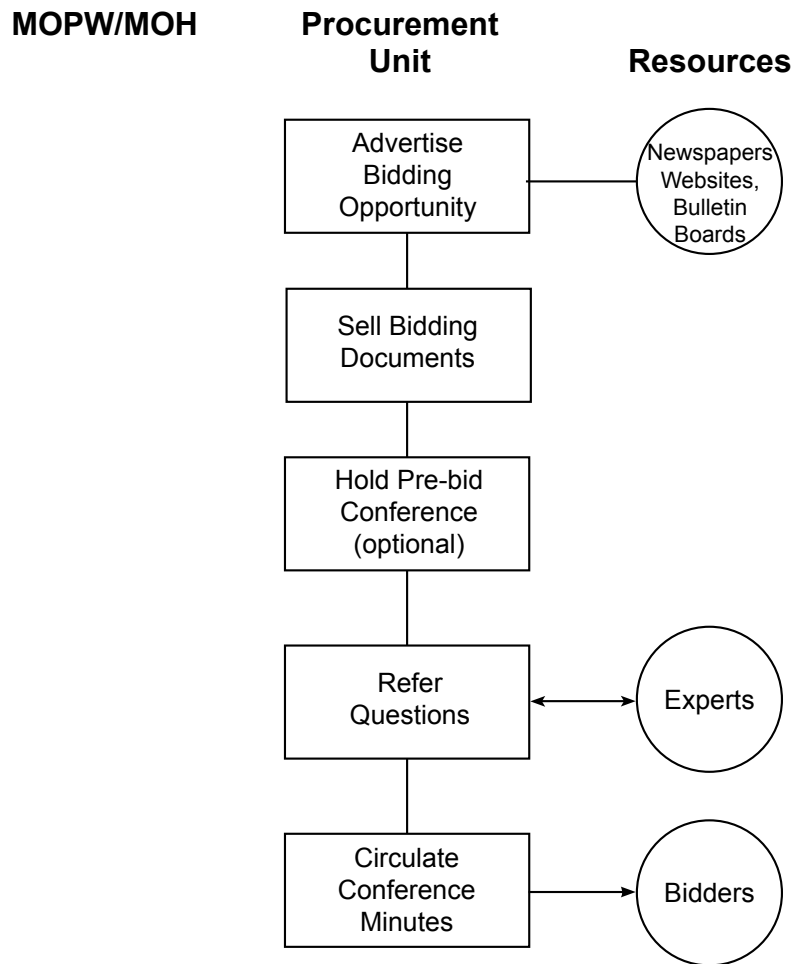 MOPW/MOH
Procurement
Unit
Resources
Advertise
Bidding
Opportunity
Newspapers
Websites,
Bulletin
Boards
Sell Bidding
Documents
Hold Pre-bid
Conference
(optional)
Refer
Questions
Experts
Circulate
Conference
Minutes
Bidders